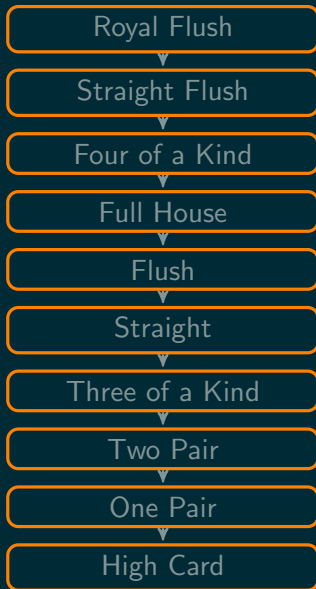 Royal Flush
Straight Flush
Four of a Kind
Full House
Flush
Straight
Three of a Kind
Two Pair
One Pair
High Card